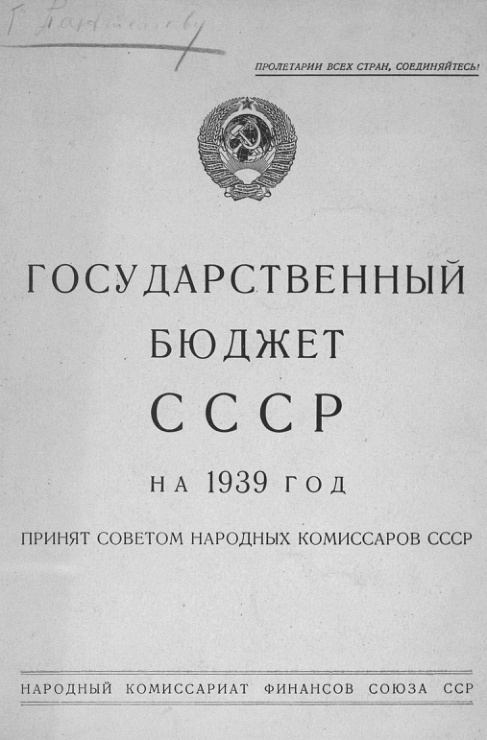 ПРОЛЕТАРИИ ВСЕХ СТРАН, СОЕДИНЯЙТЕСЬ!
ГОСУДАРСТВЕННЫЙ
БЮДЖЕТ
СССР
НА 1939 ГОД
ПРИНЯТ СОВЕТОМ НАРОДНЫХ КОМИССАРОВ СССР
НАРОДНЫЙ КОМИССАРИАТ ФИНАНСОВ СОЮЗА ССР